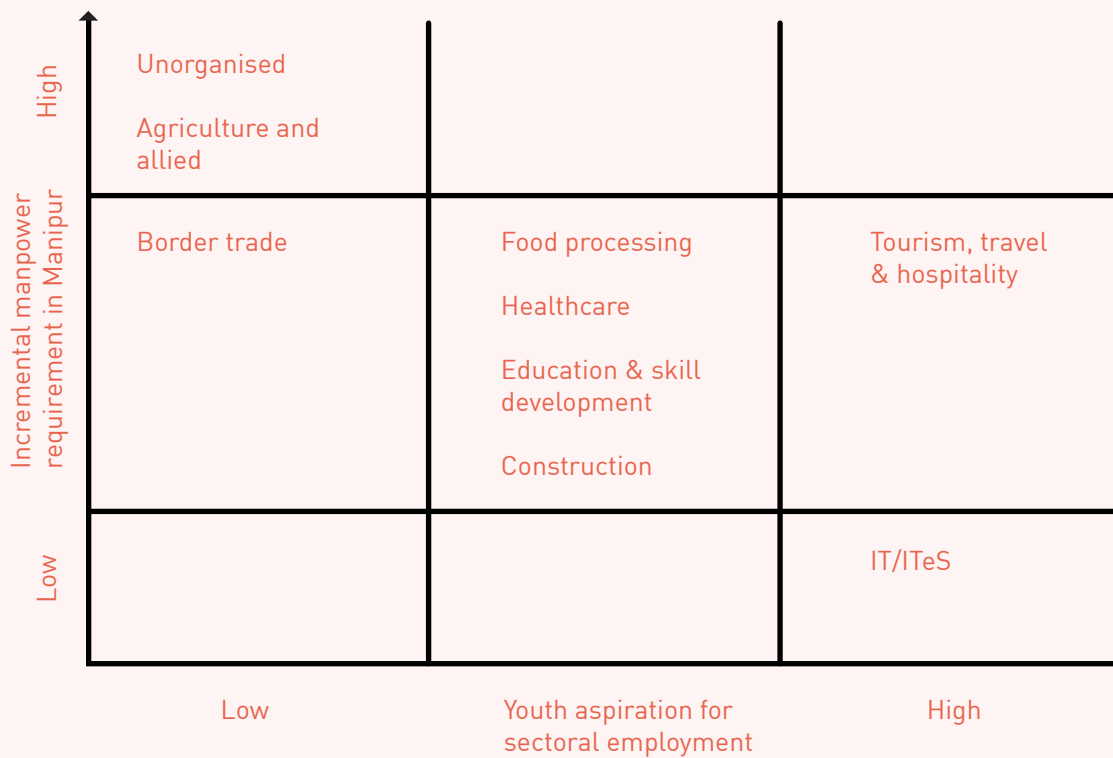 High
Incremental manpower
requirement in Manipur
Low
Unorganised
Agriculture and
allied
Border trade
Food processing
Healthcare
Education & skill
development
Construction
Tourism, travel
& hospitality
IT/ITeS
Low
Youth aspiration for
sectoral employment
High